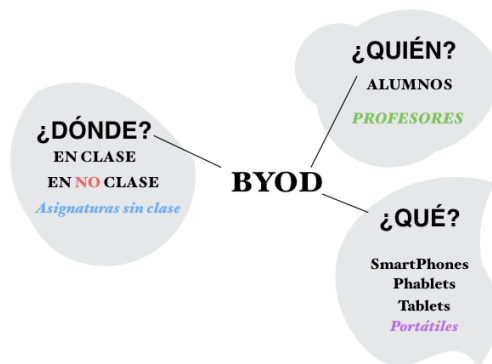 ¿QUIÉN?
ALUMNOS
PROFESORES
¿DÓNDE?
EN CLASE
EN NO CLASE
Asignaturas sin clase
BYOD
¿QUÉ?
SmartPhones
Phablets
Tablets
Portátiles